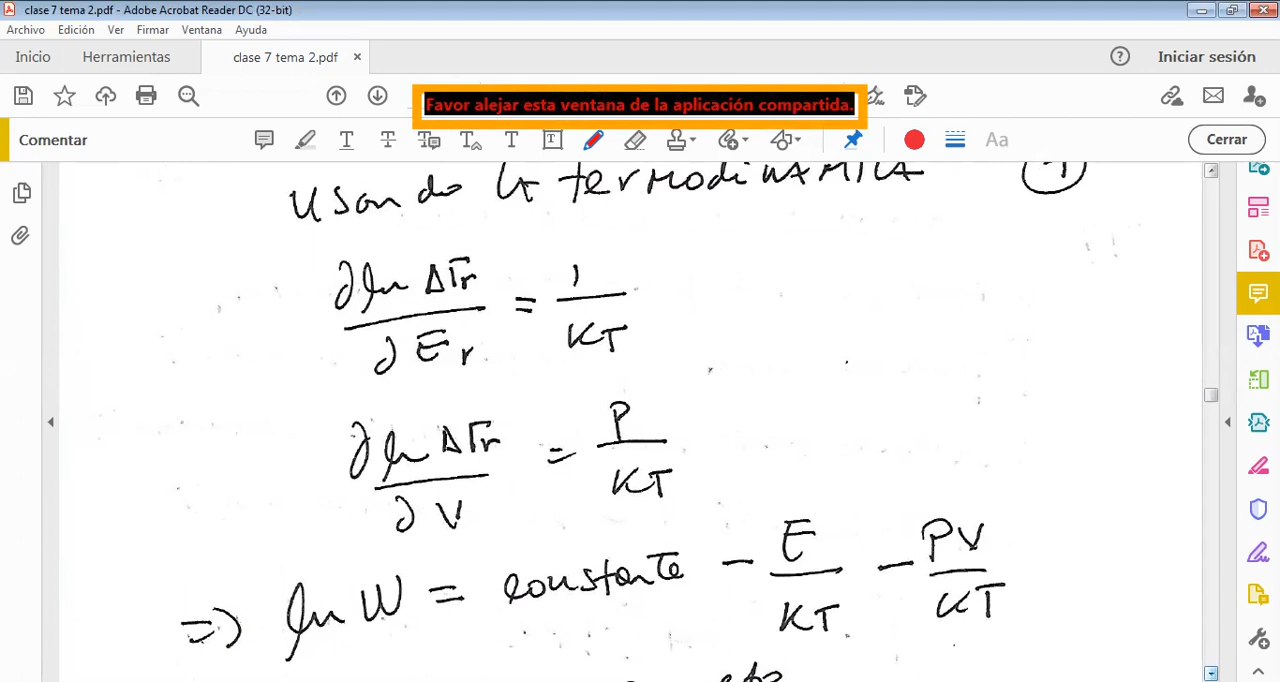 clase 7 tema 2.pdf - Adobe Acrobat Reader DC (32-bit)
Archivo Edición Ver Firmar Ventana Ayuda
Inicio Herramientas clase 7 tema 2.pdf × Iniciar sesión
Favor alejar esta ventana de la aplicación compartida.
Comentar Aa Cerrar
Usando la termodinámica 1
∂ ln ΔΓr / ∂Er = 1 / KT
∂ ln ΔΓr / ∂V = P / KT
=> ln W = constante - E / KT - PV / KT